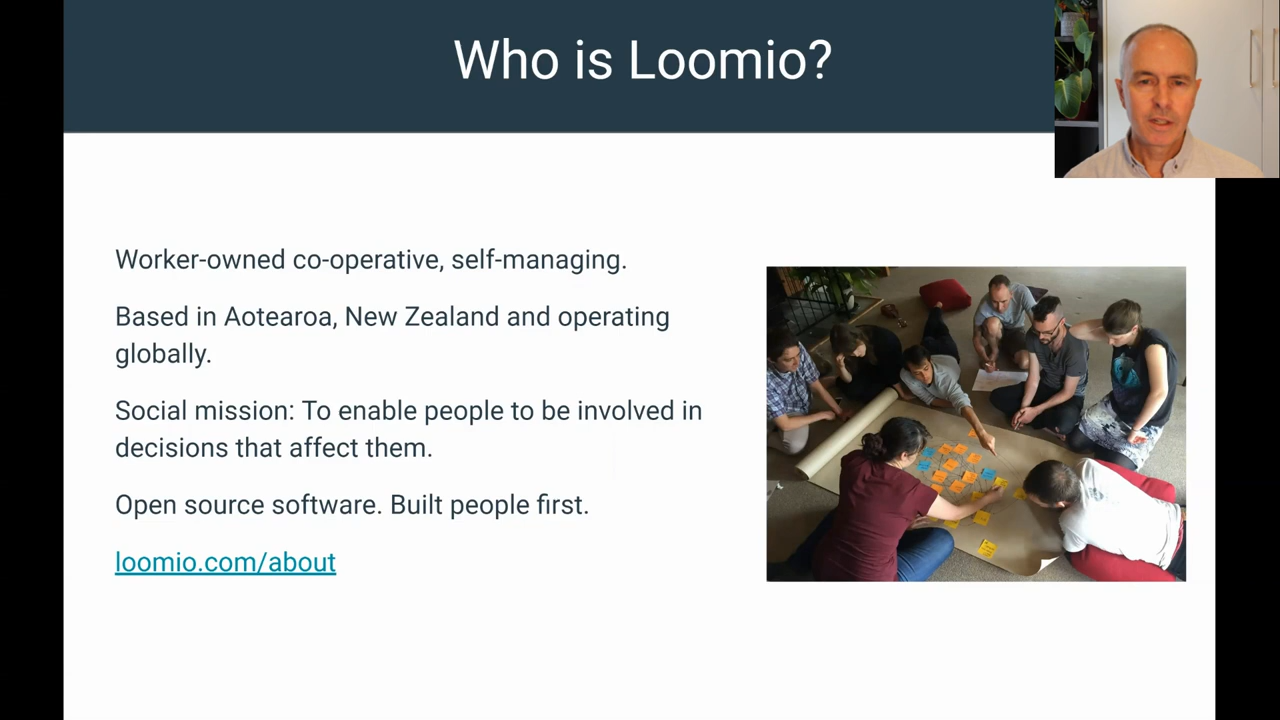 Who is Loomio?
Worker-owned co-operative, self-managing.
Based in Aotearoa, New Zealand and operating
globally.
Social mission: To enable people to be involved in
decisions that affect them.
Open source software. Built people first.
loomio.com/about